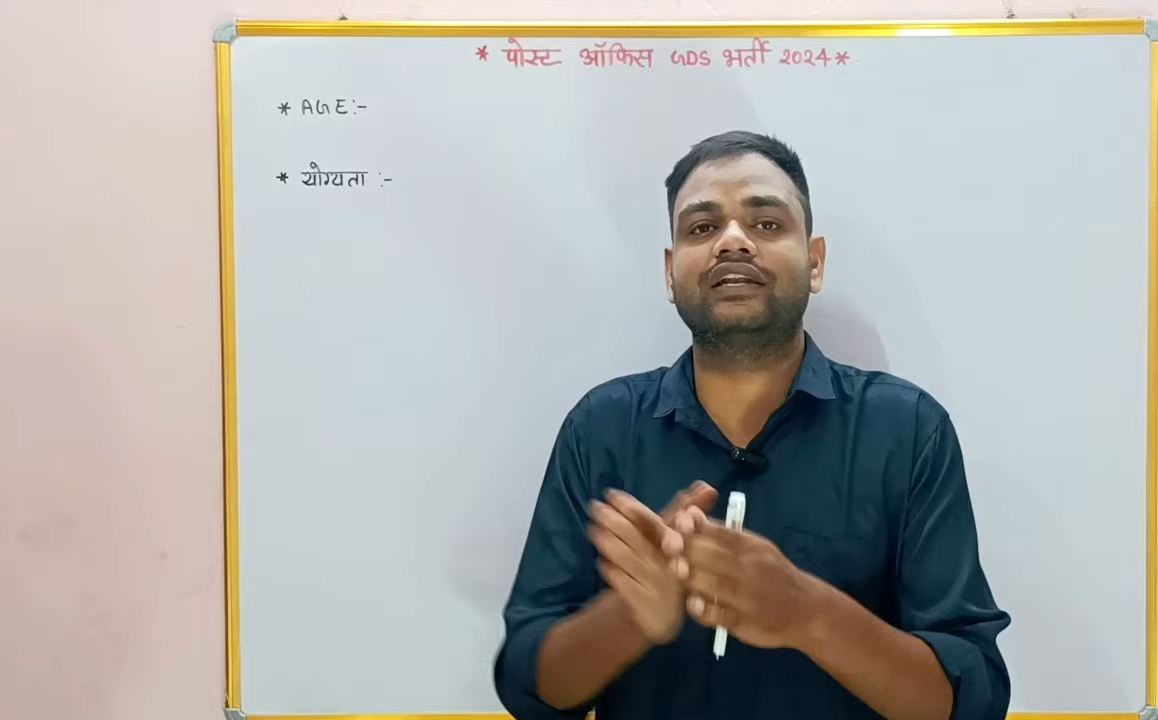 * पोस्ट ऑफिस GDS भर्ती 2024 *
* AGE:-
* योग्यता :-